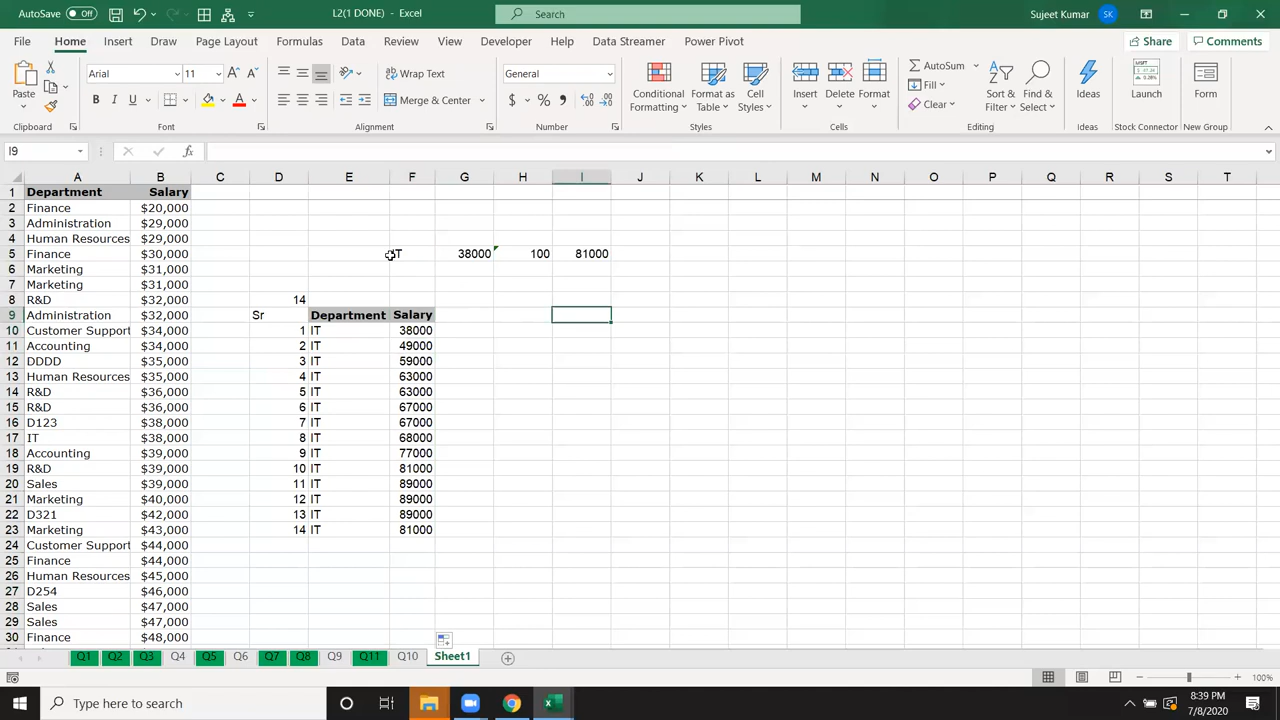 AutoSave Off L2(1 DONE) - Excel Search Sujeet Kumar SK
File Home Insert Draw Page Layout Formulas Data Review View Developer Help Data Streamer Power Pivot Share Comments
Paste Arial 11 Wrap Text General Conditional Formatting Format as Table Cell Styles Insert Delete Format AutoSum Sort & Filter Find & Select Ideas Launch Form
B I U Merge & Center $ % Fill Clear
Clipboard Font Alignment Number Styles Cells Editing Ideas Stock Connector New Group
I9 fx
A B C D E F G H I J K L M N O P Q R S T
1 Department Salary
2 Finance $20,000
3 Administration $29,000
4 Human Resources $29,000
5 Finance $30,000 IT 38000 100 81000
6 Marketing $31,000
7 Marketing $31,000
8 R&D $32,000 14
9 Administration $32,000 Sr Department Salary
10 Customer Support $34,000 1 IT 38000
11 Accounting $34,000 2 IT 49000
12 DDDD $35,000 3 IT 59000
13 Human Resources $35,000 4 IT 63000
14 R&D $36,000 5 IT 63000
15 R&D $36,000 6 IT 67000
16 D123 $38,000 7 IT 67000
17 IT $38,000 8 IT 68000
18 Accounting $39,000 9 IT 77000
19 R&D $39,000 10 IT 81000
20 Sales $39,000 11 IT 89000
21 Marketing $40,000 12 IT 89000
22 D321 $42,000 13 IT 89000
23 Marketing $43,000 14 IT 81000
24 Customer Support $44,000
25 Finance $44,000
26 Human Resources $45,000
27 D254 $46,000
28 Sales $47,000
29 Sales $47,000
30 Finance $48,000
Q1 Q2 Q3 Q4 Q5 Q6 Q7 Q8 Q9 Q11 Q10 Sheet1
100%
Type here to search 8:39 PM
7/8/2020